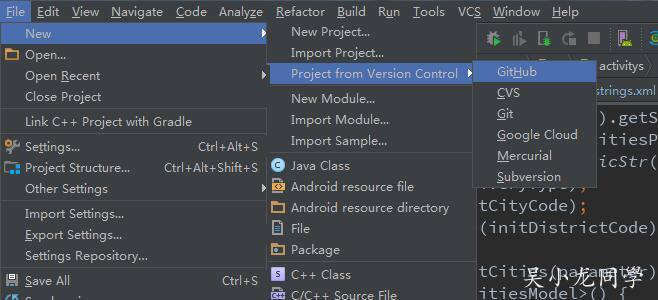 File Edit View Navigate Code Analyze Refactor Build Run Tools VCS Window Help
New
Open...
Open Recent
Close Project
Link C++ Project with Gradle
Settings... Ctrl+Alt+S
Project Structure... Ctrl+Alt+Shift+S
Other Settings
Import Settings...
Export Settings...
Settings Repository...
Save All Ctrl+S
New Project...
Import Project...
Project from Version Control
New Module...
Import Module...
Import Sample...
Java Class
Android resource file
Android resource directory
File
Package
C++ Class
C/C++ Source File
GitHub
CVS
Git
Google Cloud
Mercurial
Subversion
activitys
strings.xml
).getS
itiesP
icStr(
tCityCode);
(initDistrictCode)
tCities(parameter)
itiesModel>() {
吴小龙同学